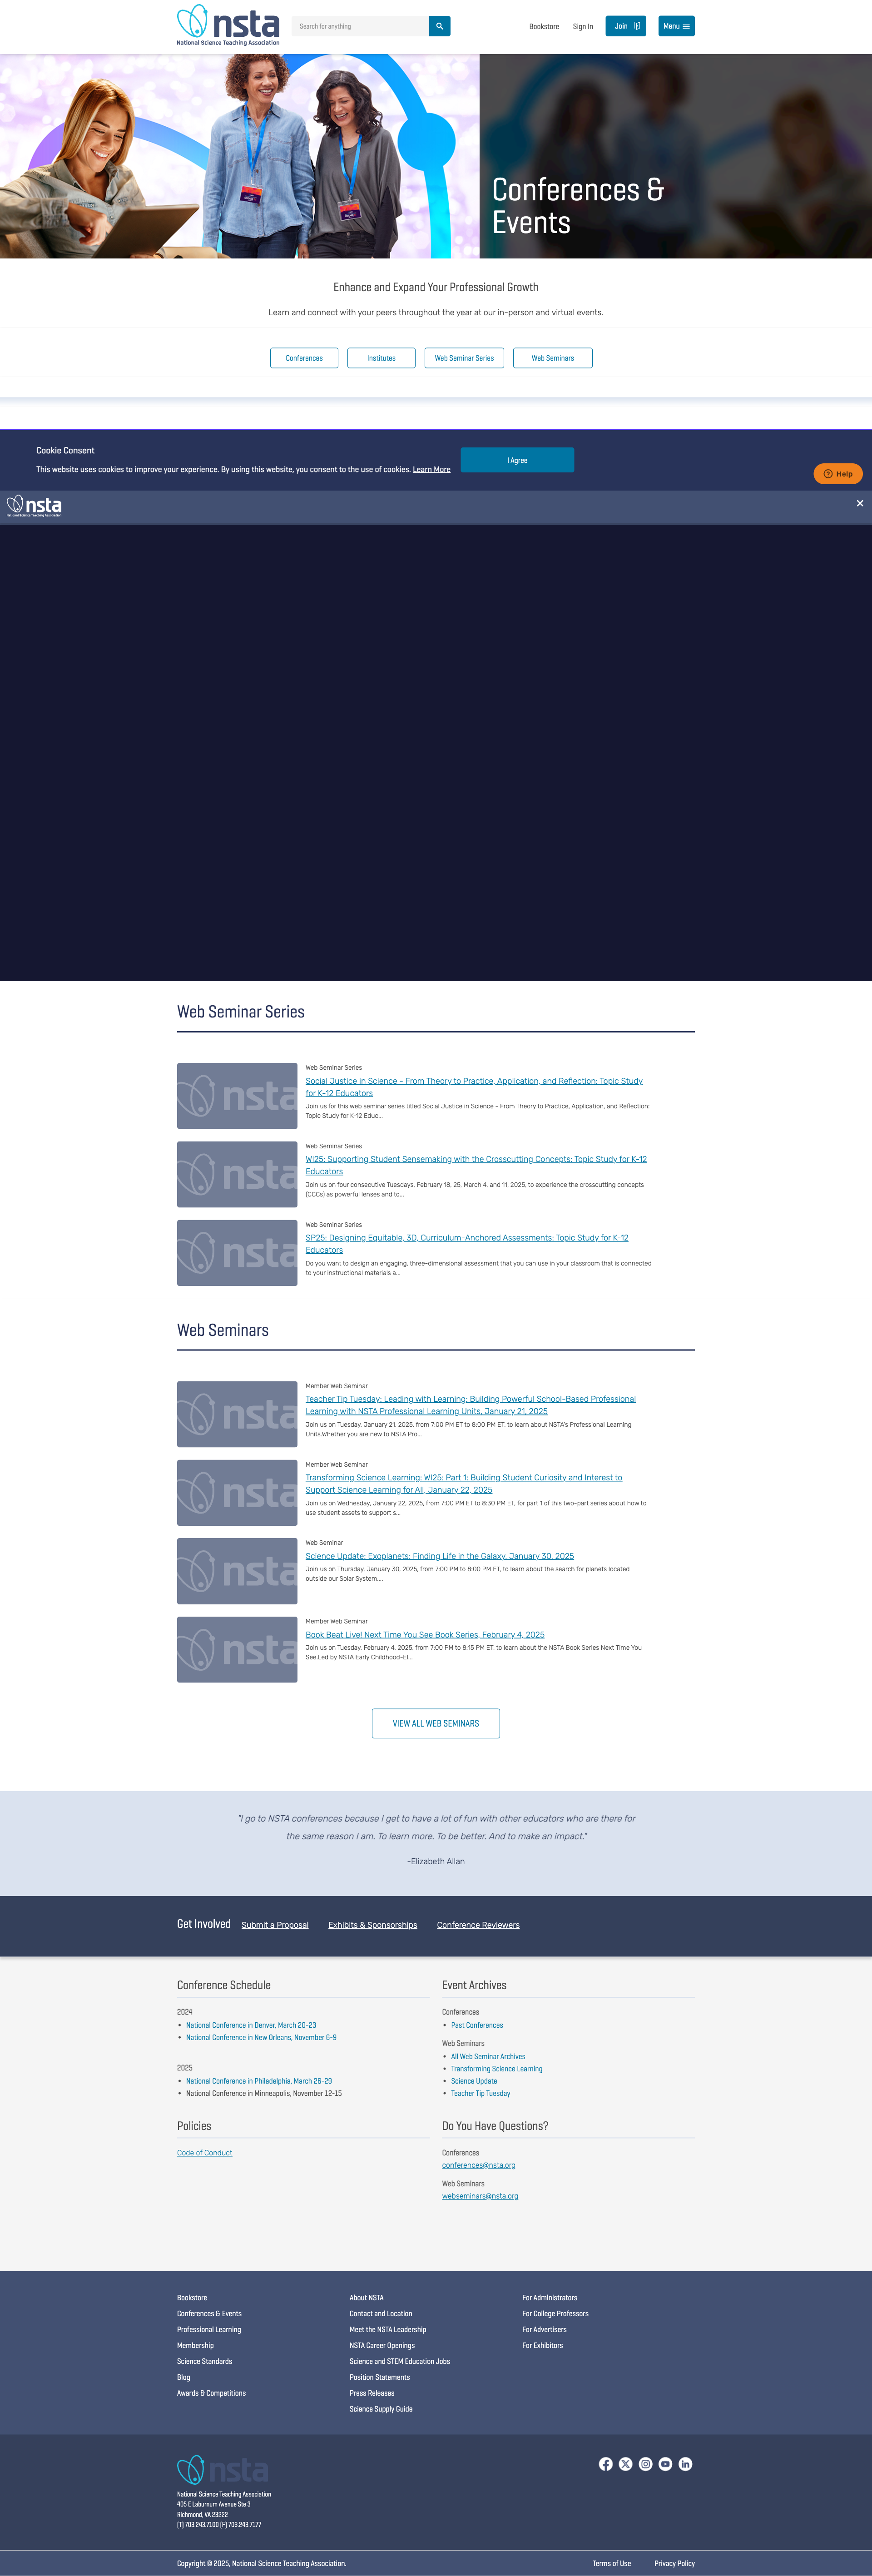 nsta
National Science Teaching Association
Search for anything
Bookstore
Sign In
Join
Menu
Conferences &
Events
Enhance and Expand Your Professional Growth
Learn and connect with your peers throughout the year at our in-person and virtual events.
Conferences
Institutes
Web Seminar Series
Web Seminars
Cookie Consent
This website uses cookies to improve your experience. By using this website, you consent to the use of cookies. Learn More
I Agree
Help
nsta
National Science Teaching Association
Web Seminar Series
nsta
Web Seminar Series
Social Justice in Science - From Theory to Practice, Application, and Reflection: Topic Study
for K-12 Educators
Join us for this web seminar series titled Social Justice in Science - From Theory to Practice, Application, and Reflection:
Topic Study for K-12 Educ...
nsta
Web Seminar Series
WI25: Supporting Student Sensemaking with the Crosscutting Concepts: Topic Study for K-12
Educators
Join us on four consecutive Tuesdays, February 18, 25, March 4, and 11, 2025, to experience the crosscutting concepts
(CCCs) as powerful lenses and to...
nsta
Web Seminar Series
SP25: Designing Equitable, 3D, Curriculum-Anchored Assessments: Topic Study for K-12
Educators
Do you want to design an engaging, three-dimensional assessment that you can use in your classroom that is connected
to your instructional materials a...
Web Seminars
nsta
Member Web Seminar
Teacher Tip Tuesday: Leading with Learning: Building Powerful School-Based Professional
Learning with NSTA Professional Learning Units, January 21, 2025
Join us on Tuesday, January 21, 2025, from 7:00 PM ET to 8:00 PM ET, to learn about NSTA's Professional Learning
Units.Whether you are new to NSTA Pro...
nsta
Member Web Seminar
Transforming Science Learning: WI25: Part 1: Building Student Curiosity and Interest to
Support Science Learning for All, January 22, 2025
Join us on Wednesday, January 22, 2025, from 7:00 PM ET to 8:30 PM ET, for part 1 of this two-part series about how to
use student assets to support s...
nsta
Web Seminar
Science Update: Exoplanets: Finding Life in the Galaxy, January 30, 2025
Join us on Thursday, January 30, 2025, from 7:00 PM to 8:00 PM ET, to learn about the search for planets located
outside our Solar System....
nsta
Member Web Seminar
Book Beat Live! Next Time You See Book Series, February 4, 2025
Join us on Tuesday, February 4, 2025, from 7:00 PM to 8:15 PM ET, to learn about the NSTA Book Series Next Time You
See.Led by NSTA Early Childhood-El...
VIEW ALL WEB SEMINARS
"I go to NSTA conferences because I get to have a lot of fun with other educators who are there for
the same reason I am. To learn more. To be better. And to make an impact."
-Elizabeth Allan
Get Involved
Submit a Proposal
Exhibits & Sponsorships
Conference Reviewers
Conference Schedule
2024
National Conference in Denver, March 20-23
National Conference in New Orleans, November 6-9
2025
National Conference in Philadelphia, March 26-29
National Conference in Minneapolis, November 12-15
Event Archives
Conferences
Past Conferences
Web Seminars
All Web Seminar Archives
Transforming Science Learning
Science Update
Teacher Tip Tuesday
Policies
Code of Conduct
Do You Have Questions?
Conferences
conferences@nsta.org
Web Seminars
webseminars@nsta.org
Bookstore
Conferences & Events
Professional Learning
Membership
Science Standards
Blog
Awards & Competitions
About NSTA
Contact and Location
Meet the NSTA Leadership
NSTA Career Openings
Science and STEM Education Jobs
Position Statements
Press Releases
Science Supply Guide
For Administrators
For College Professors
For Advertisers
For Exhibitors
nsta
National Science Teaching Association
405 E Laburnum Avenue Ste 3
Richmond, VA 23222
(T) 703.243.7100 (F) 703.243.7177
Copyright © 2025, National Science Teaching Association.
Terms of Use
Privacy Policy